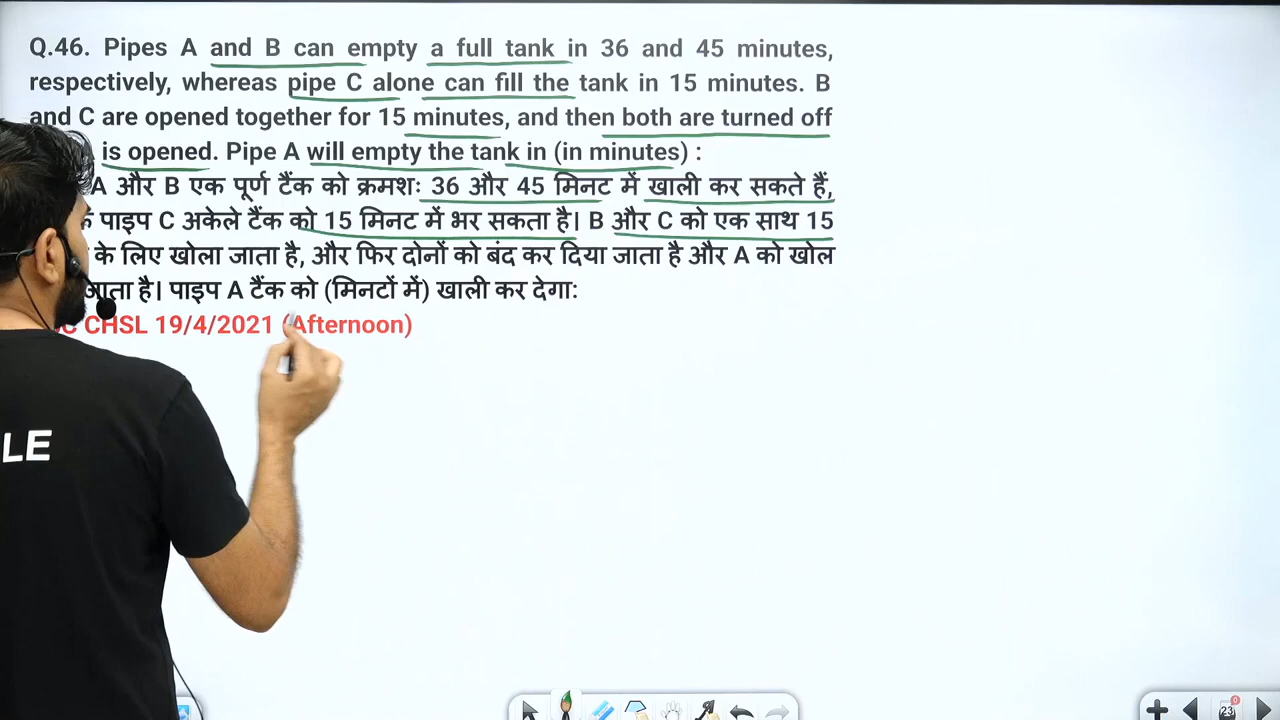 Q.46. Pipes A and B can empty a full tank in 36 and 45 minutes,
respectively, whereas pipe C alone can fill the tank in 15 minutes. B
and C are opened together for 15 minutes, and then both are turned off
is opened. Pipe A will empty the tank in (in minutes) :
A और B एक पूर्ण टैंक को क्रमशः 36 और 45 मिनट में खाली कर सकते हैं,
पाइप C अकेले टैंक को 15 मिनट में भर सकता है। B और C को एक साथ 15
के लिए खोला जाता है, और फिर दोनों को बंद कर दिया जाता है और A को खोल
जाता है। पाइप A टैंक को (मिनटों में) खाली कर देगा:
CHSL 19/4/2021 (Afternoon)
LE
23